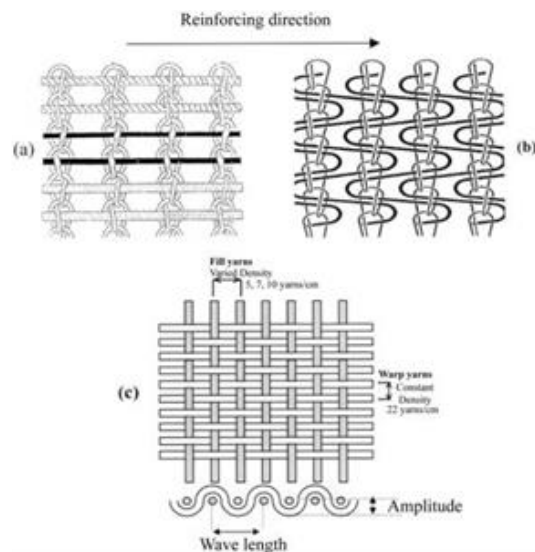 Reinforcing direction
(a)
(b)
Fill yarns
Varied Density
5, 7, 10 yarns/cm
(c)
Warp yarns
Constant
Density
22 yarns/cm
Amplitude
Wave length